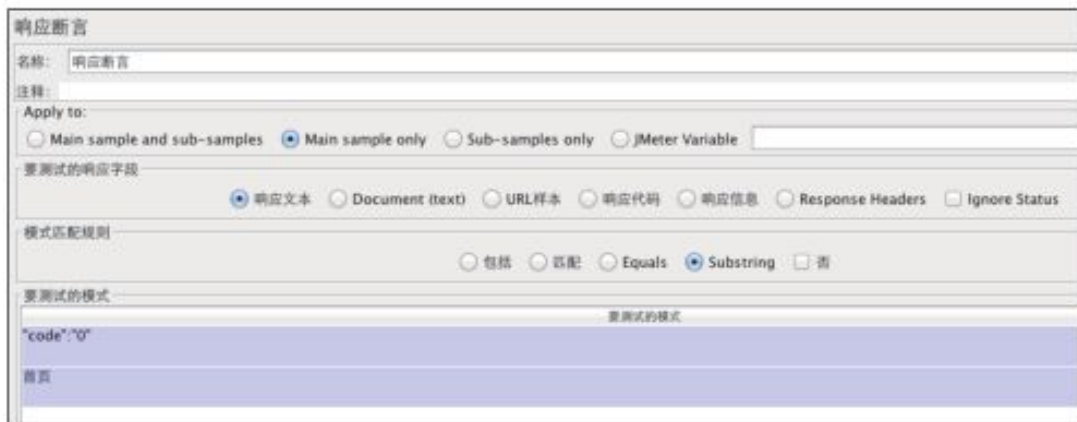 响应断言
名称: 响应断言
注释:
Apply to:
Main sample and sub-samples Main sample only Sub-samples only JMeter Variable
要测试的响应字段
响应文本 Document (text) URL样本 响应代码 响应信息 Response Headers Ignore Status
模式匹配规则
包括 匹配 Equals Substring 否
要测试的模式
要测试的模式
"code":"0"
首页